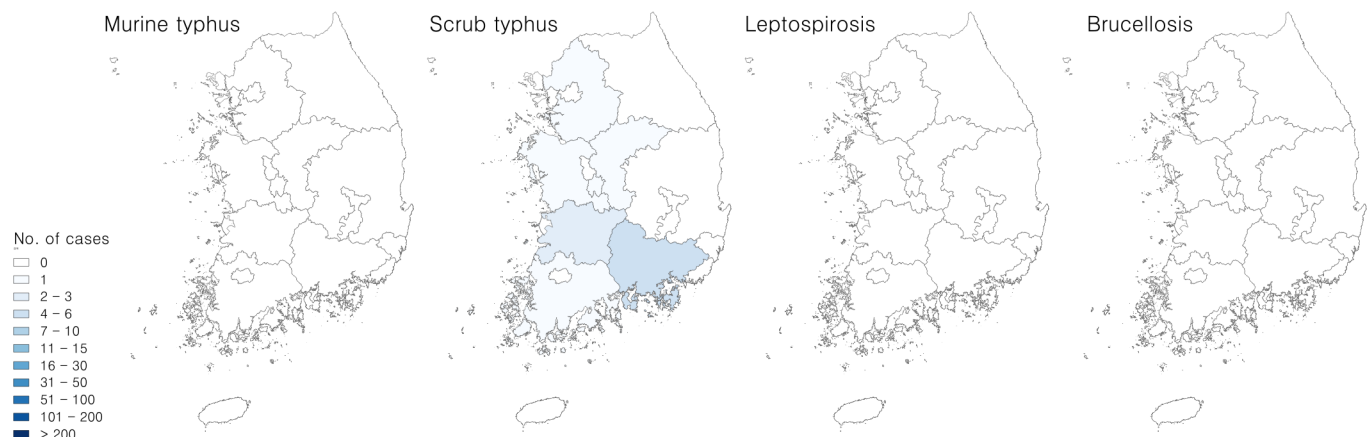 Murine typhus
Scrub typhus
Leptospirosis
Brucellosis
No. of cases
0
1
2 – 3
4 – 6
7 – 10
11 – 15
16 – 30
31 – 50
51 – 100
101 – 200
> 200